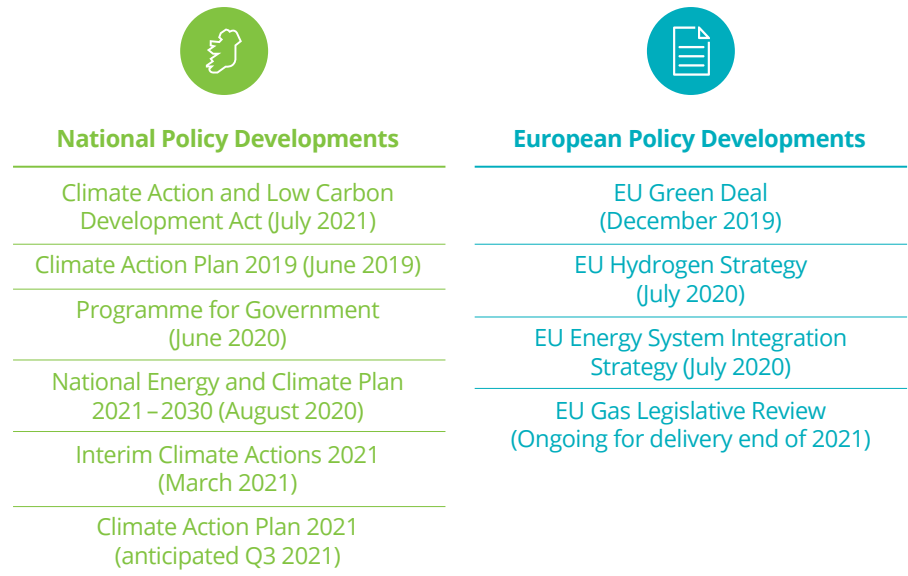 National Policy Developments
Climate Action and Low Carbon
Development Act (July 2021)
Climate Action Plan 2019 (June 2019)
Programme for Government
(June 2020)
National Energy and Climate Plan
2021–2030 (August 2020)
Interim Climate Actions 2021
(March 2021)
Climate Action Plan 2021
(anticipated Q3 2021)
European Policy Developments
EU Green Deal
(December 2019)
EU Hydrogen Strategy
(July 2020)
EU Energy System Integration
Strategy (July 2020)
EU Gas Legislative Review
(Ongoing for delivery end of 2021)